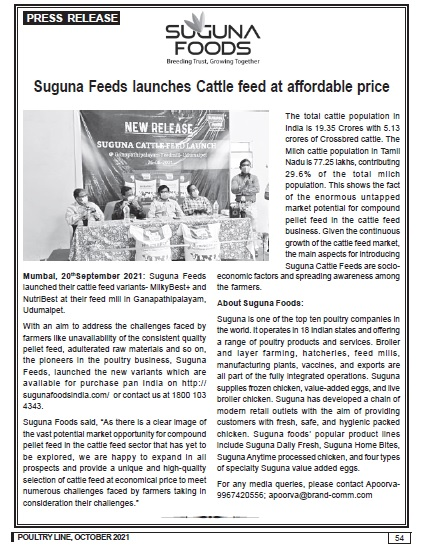 PRESS RELEASE
SUGUNA
FOODS
Breeding Trust, Growing Together
Suguna Feeds launches Cattle feed at affordable price
NEW RELEASE
SUGUNA CATTLE FEED LAUNCH
Mumbai, 20thSeptember 2021: Suguna Feeds
launched their cattle feed variants- MilkyBest+ and
NutriBest at their feed mill in Ganapathipalayam,
Udumalpet.
With an aim to address the challenges faced by
farmers like unavailability of the consistent quality
pellet feed, adulterated raw materials and so on,
the pioneers in the poultry business, Suguna
Feeds, launched the new variants which are
available for purchase pan India on http://
sugunafoodsindia.com/ or contact us at 1800 103
4343.
Suguna Foods said, "As there is a clear image of
the vast potential market opportunity for compound
pellet feed in the cattle feed sector that has yet to
be explored, we are happy to expand in all
prospects and provide a unique and high-quality
selection of cattle feed at economical price to meet
numerous challenges faced by farmers taking in
consideration their challenges."
The total cattle population in
India is 19.35 Crores with 5.13
crores of Crossbred cattle. The
Milch cattle population in Tamil
Nadu is 77.25 lakhs, contributing
29.6% of the total milch
population. This shows the fact
of the enormous untapped
market potential for compound
pellet feed in the cattle feed
business. Given the continuous
growth of the cattle feed market,
the main aspects for introducing
Suguna Cattle Feeds are socio-
economic factors and spreading awareness among
the farmers.
About Suguna Foods:
Suguna is one of the top ten poultry companies in
the world. It operates in 18 Indian states and offering
a range of poultry products and services. Broiler
and layer farming, hatcheries, feed mills,
manufacturing plants, vaccines, and exports are
all part of the fully integrated operations. Suguna
supplies frozen chicken, value-added eggs, and live
broiler chicken. Suguna has developed a chain of
modern retail outlets with the aim of providing
customers with fresh, safe, and hygienic packed
chicken. Suguna foods' popular product lines
include Suguna Daily Fresh, Suguna Home Bites,
Suguna Anytime processed chicken, and four types
of specialty Suguna value added eggs.
For any media queries, please contact Apoorva-
9967420556; apoorva@brand-comm.com
POULTRY LINE, OCTOBER 2021
54